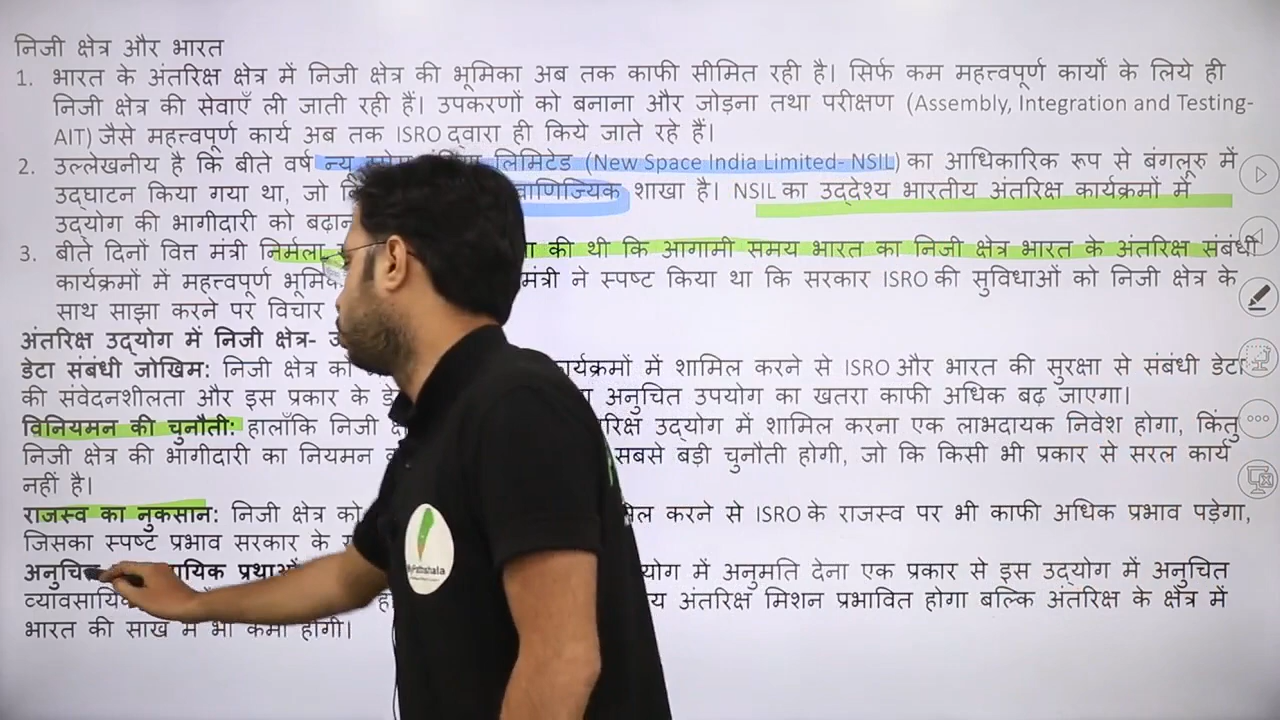 निजी क्षेत्र और भारत
1. भारत के अंतरिक्ष क्षेत्र में निजी क्षेत्र की भूमिका अब तक काफी सीमित रही है। सिर्फ कम महत्त्वपूर्ण कार्यों के लिये ही
निजी क्षेत्र की सेवाएँ ली जाती रही हैं। उपकरणों को बनाना और जोड़ना तथा परीक्षण (Assembly, Integration and Testing-
AIT) जैसे महत्त्वपूर्ण कार्य अब तक ISRO द्वारा ही किये जाते रहे हैं।
2. उल्लेखनीय है कि बीते वर्ष न्यू लिमिटेड (New Space India Limited- NSIL) का आधिकारिक रूप से बंगलूरु में
उद्घाटन किया गया था, जो वाणिज्यिक शाखा है। NSIL का उद्देश्य भारतीय अंतरिक्ष कार्यक्रमों में
उद्योग की भागीदारी को
3. बीते दिनों वित्त मंत्री निर्मला की थी कि आगामी समय भारत का निजी क्षेत्र भारत के अंतरिक्ष संबंधी
कार्यक्रमों में महत्त्वपूर्ण मंत्री ने स्पष्ट किया था कि सरकार ISRO की सुविधाओं को निजी क्षेत्र के
साथ साझा करने पर विचार
अंतरिक्ष उद्योग में निजी क्षेत्र-
डेटा संबंधी जोखिम: निजी क्षेत्र को कार्यक्रमों में शामिल करने से ISRO और भारत की सुरक्षा से संबंधी डेटा
की संवेदनशीलता और इस प्रकार के अनुचित उपयोग का खतरा काफी अधिक बढ़ जाएगा।
विनियमन की चुनौती: हालाँकि निजी उद्योग में शामिल करना एक लाभदायक निवेश होगा, किंतु
निजी क्षेत्र की भागीदारी का नियमन सबसे बड़ी चुनौती होगी, जो कि किसी भी प्रकार से सरल कार्य
नहीं है।
राजस्व का नुकसान: निजी क्षेत्र को करने से ISRO के राजस्व पर भी काफी अधिक प्रभाव पड़ेगा,
जिसका स्पष्ट प्रभाव सरकार के
में अनुमति देना एक प्रकार से इस उद्योग में अनुचित
अंतरिक्ष मिशन प्रभावित होगा बल्कि अंतरिक्ष के क्षेत्र में
भारत की साख में भी कमी होगी।
MyPathshala